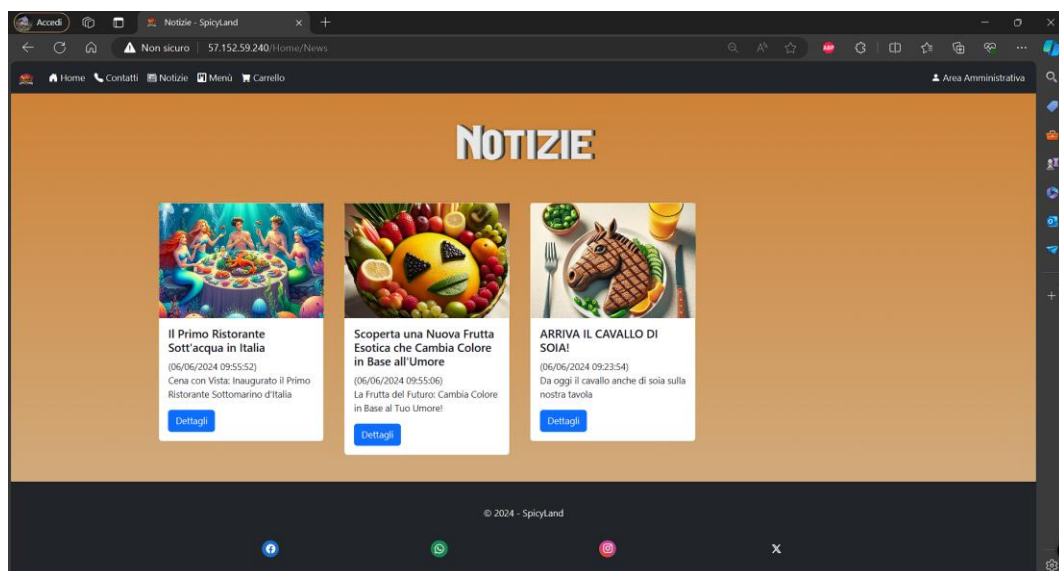 Accedi
Notizie - SpicyLand
Non sicuro
57.152.59.240/Home/News
ABP
Home
Contatti
Notizie
Menù
Carrello
Area Amministrativa
NOTIZIE
Il Primo Ristorante
Sott'acqua in Italia
(06/06/2024 09:55:52)
Cena con Vista: Inaugurato il Primo
Ristorante Sottomarino d'Italia
Dettagli
Scoperta una Nuova Frutta
Esotica che Cambia Colore
in Base all'Umore
(06/06/2024 09:55:06)
La Frutta del Futuro: Cambia Colore
in Base al Tuo Umore!
Dettagli
ARRIVA IL CAVALLO DI
SOIA!
(06/06/2024 09:23:54)
Da oggi il cavallo anche di soia sulla
nostra tavola
Dettagli
© 2024 - SpicyLand